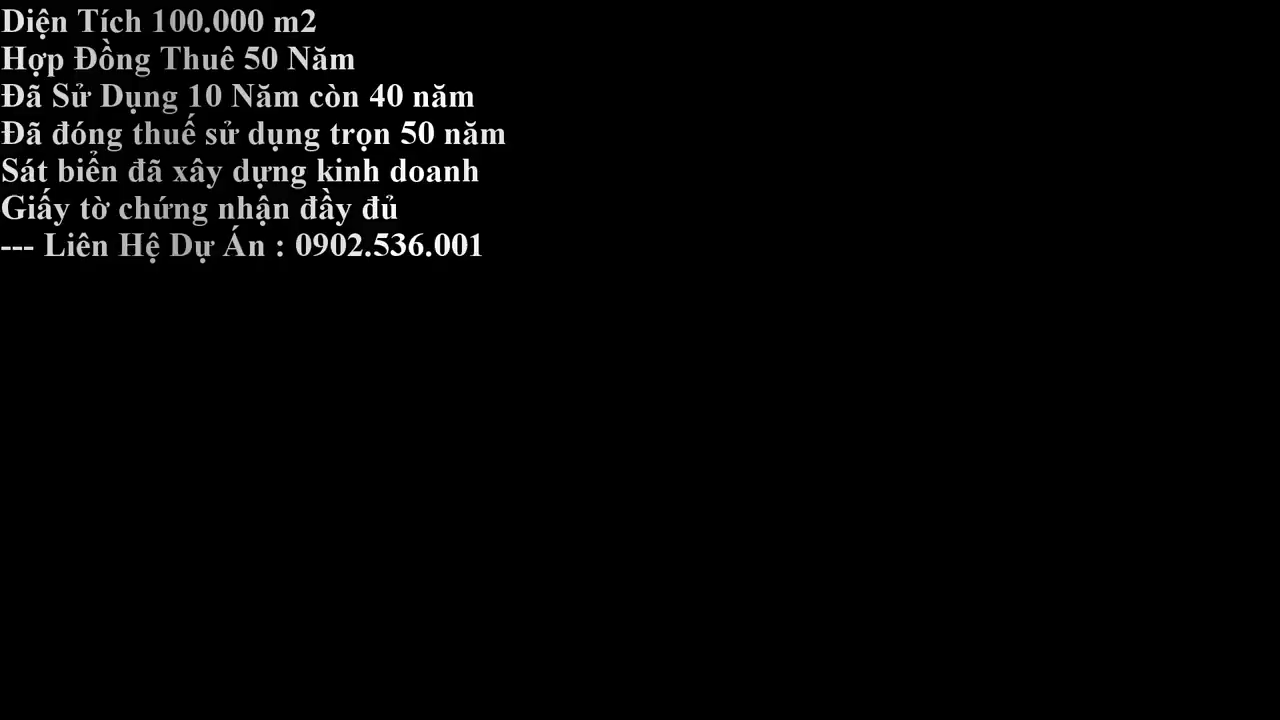 Diện Tích 100.000 m2
Hợp Đồng Thuê 50 Năm
Đã Sử Dụng 10 Năm còn 40 năm
Đã đóng thuế sử dụng trọn 50 năm
Sát biển đã xây dựng kinh doanh
Giấy tờ chứng nhận đầy đủ
--- Liên Hệ Dự Án : 0902.536.001